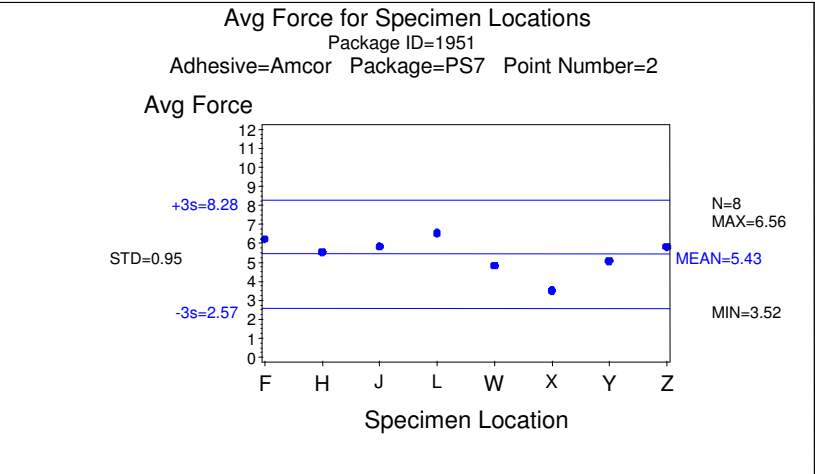 Avg Force for Specimen Locations
Package ID=1951
Adhesive=Amcor Package=PS7 Point Number=2
Avg Force
12
11
10
9
+3s=8.28 8 N=8
7 MAX=6.56
6
STD=0.95 5 MEAN=5.43
4
3
-3s=2.57 2 MIN=3.52
1
0
F H J L W X Y Z
Specimen Location